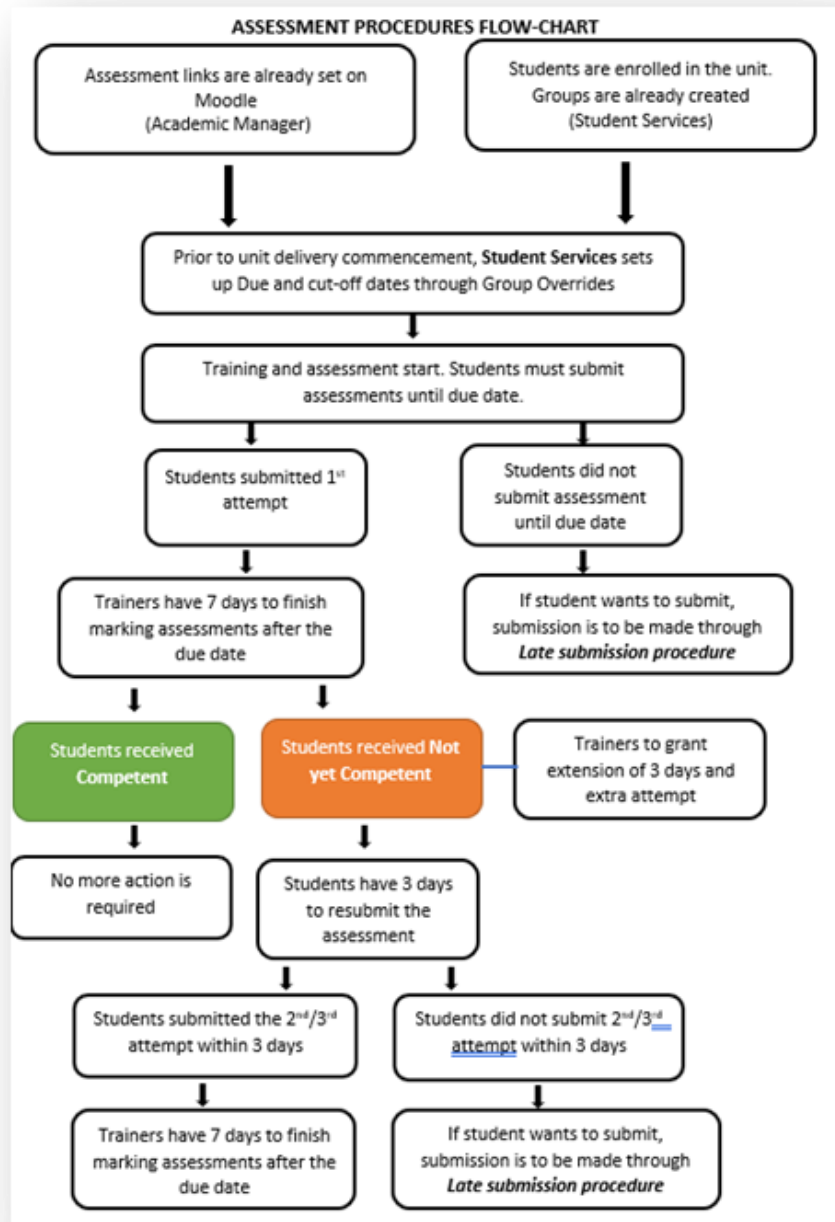 ASSESSMENT PROCEDURES FLOW-CHART
Assessment links are already set on
Moodle
(Academic Manager)
Students are enrolled in the unit.
Groups are already created
(Student Services)
Prior to unit delivery commencement, Student Services sets
up Due and cut-off dates through Group Overrides
Training and assessment start. Students must submit
assessments until due date.
Students submitted 1st
attempt
Students did not
submit assessment
until due date
Trainers have 7 days to finish
marking assessments after the
due date
If student wants to submit,
submission is to be made through
Late submission procedure
Students received
Competent
Students received Not
yet Competent
Trainers to grant
extension of 3 days and
extra attempt
No more action is
required
Students have 3 days
to resubmit the
assessment
Students submitted the 2nd/3rd
attempt within 3 days
Students did not submit 2nd/3rd
attempt within 3 days
Trainers have 7 days to finish
marking assessments after the
due date
If student wants to submit,
submission is to be made through
Late submission procedure